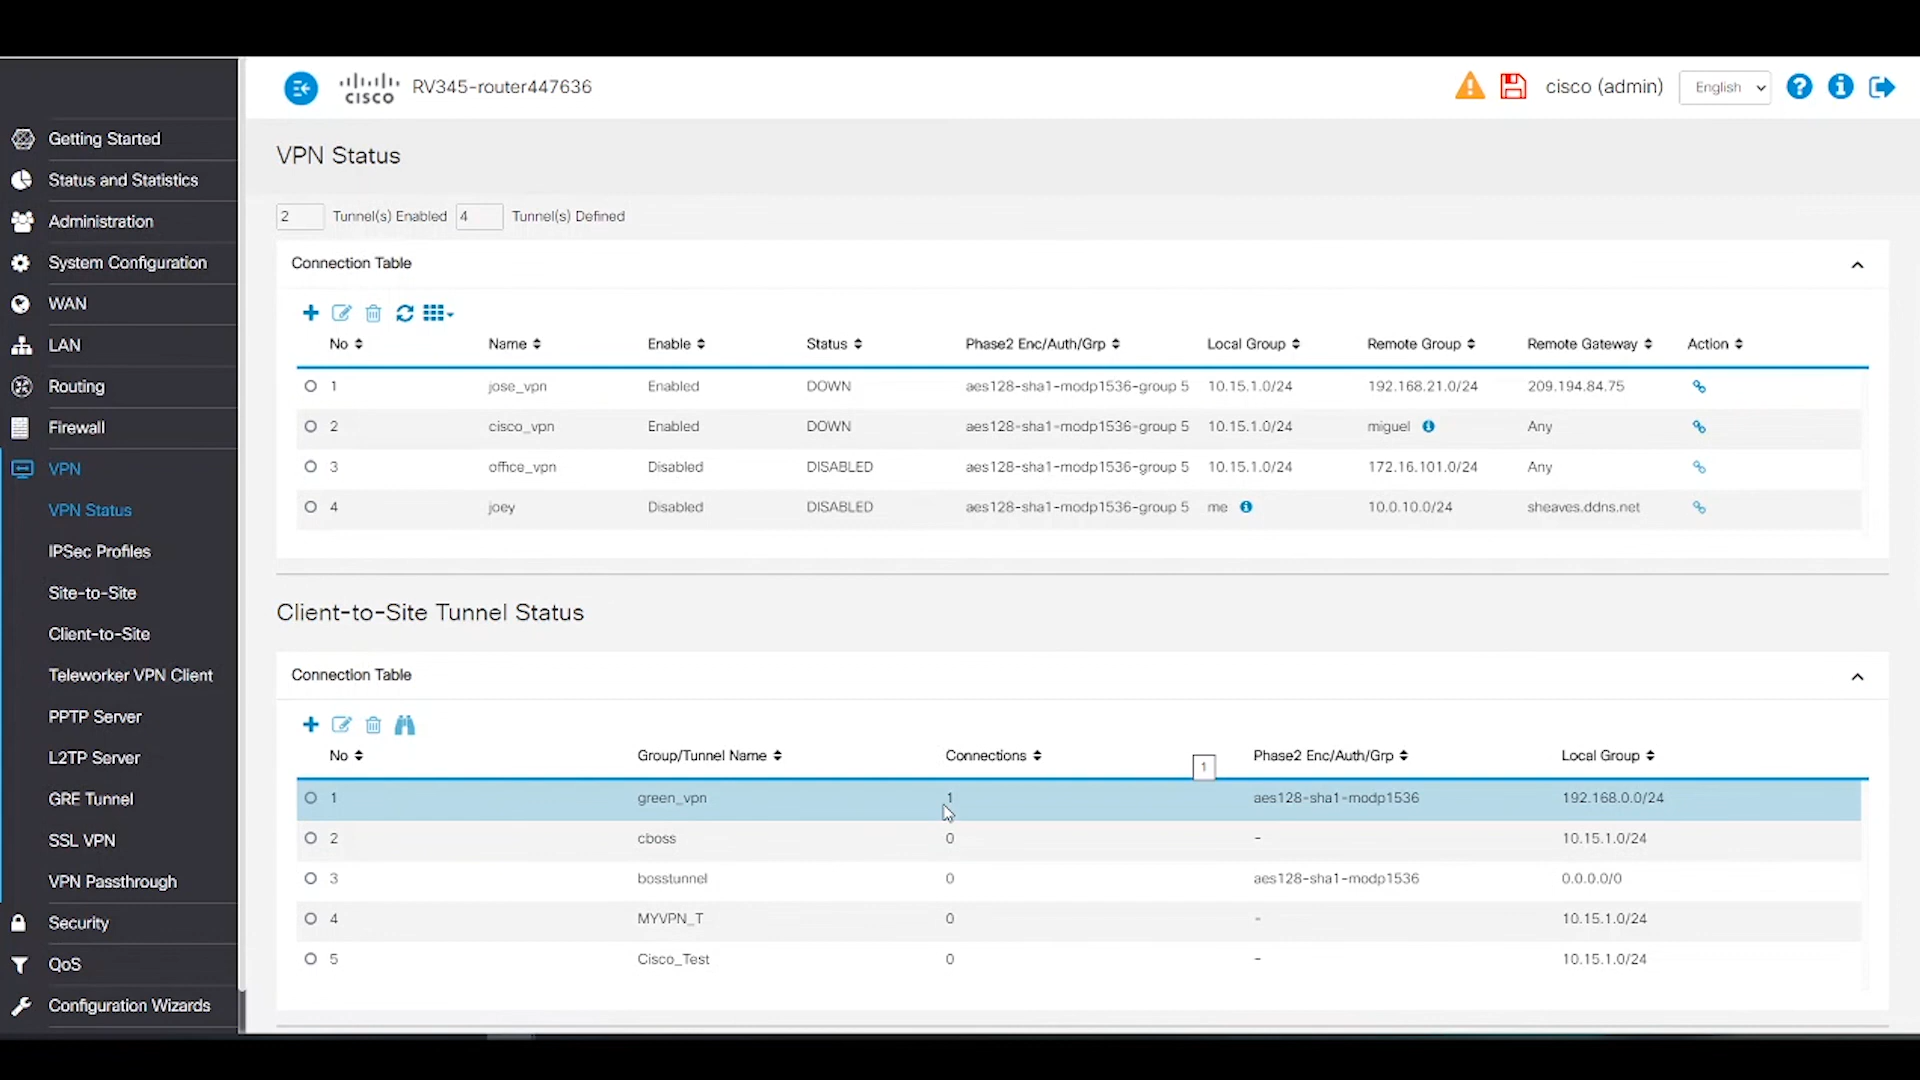 CISCO RV345-router447636 cisco (admin) English
Getting Started
Status and Statistics
Administration
System Configuration
WAN
LAN
Routing
Firewall
VPN
VPN Status
IPSec Profiles
Site-to-Site
Client-to-Site
Teleworker VPN Client
PPTP Server
L2TP Server
GRE Tunnel
SSL VPN
VPN Passthrough
Security
QoS
Configuration Wizards
VPN Status
2 Tunnel(s) Enabled 4 Tunnel(s) Defined
Connection Table
No Name Enable Status Phase2 Enc/Auth/Grp Local Group Remote Group Remote Gateway Action
1 jose_vpn Enabled DOWN aes128-sha1-modp1536-group 5 10.15.1.0/24 192.168.21.0/24 209.194.84.75
2 cisco_vpn Enabled DOWN aes128-sha1-modp1536-group 5 10.15.1.0/24 miguel Any
3 office_vpn Disabled DISABLED aes128-sha1-modp1536-group 5 10.15.1.0/24 172.16.101.0/24 Any
4 joey Disabled DISABLED aes128-sha1-modp1536-group 5 me 10.0.10.0/24 sheaves.ddns.net
Client-to-Site Tunnel Status
Connection Table
No Group/Tunnel Name Connections Phase2 Enc/Auth/Grp Local Group
1
1 green_vpn 1 aes128-sha1-modp1536 192.168.0.0/24
2 cboss 0 - 10.15.1.0/24
3 bosstunnel 0 aes128-sha1-modp1536 0.0.0.0/0
4 MYVPN_T 0 - 10.15.1.0/24
5 Cisco_Test 0 - 10.15.1.0/24